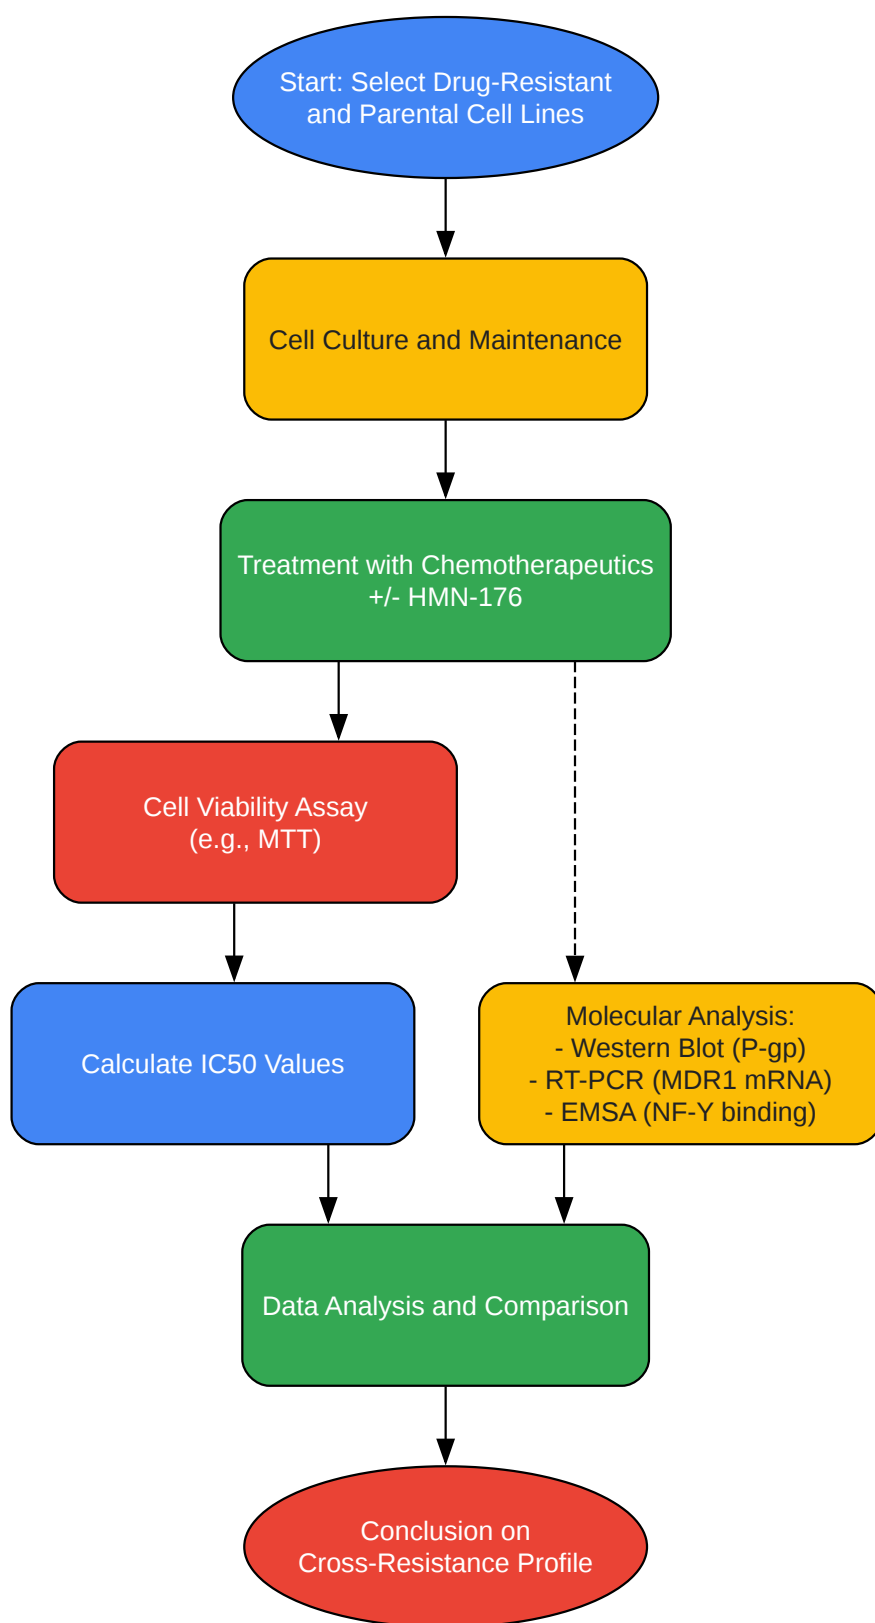 Start: Select Drug-Resistant
and Parental Cell Lines
Cell Culture and Maintenance
Treatment with Chemotherapeutics
+/- HMN-176
Cell Viability Assay
(e.g., MTT)
Calculate IC50 Values
Molecular Analysis:
- Western Blot (P-gp)
- RT-PCR (MDR1 mRNA)
- EMSA (NF-Y binding)
Data Analysis and Comparison
Conclusion on
Cross-Resistance Profile